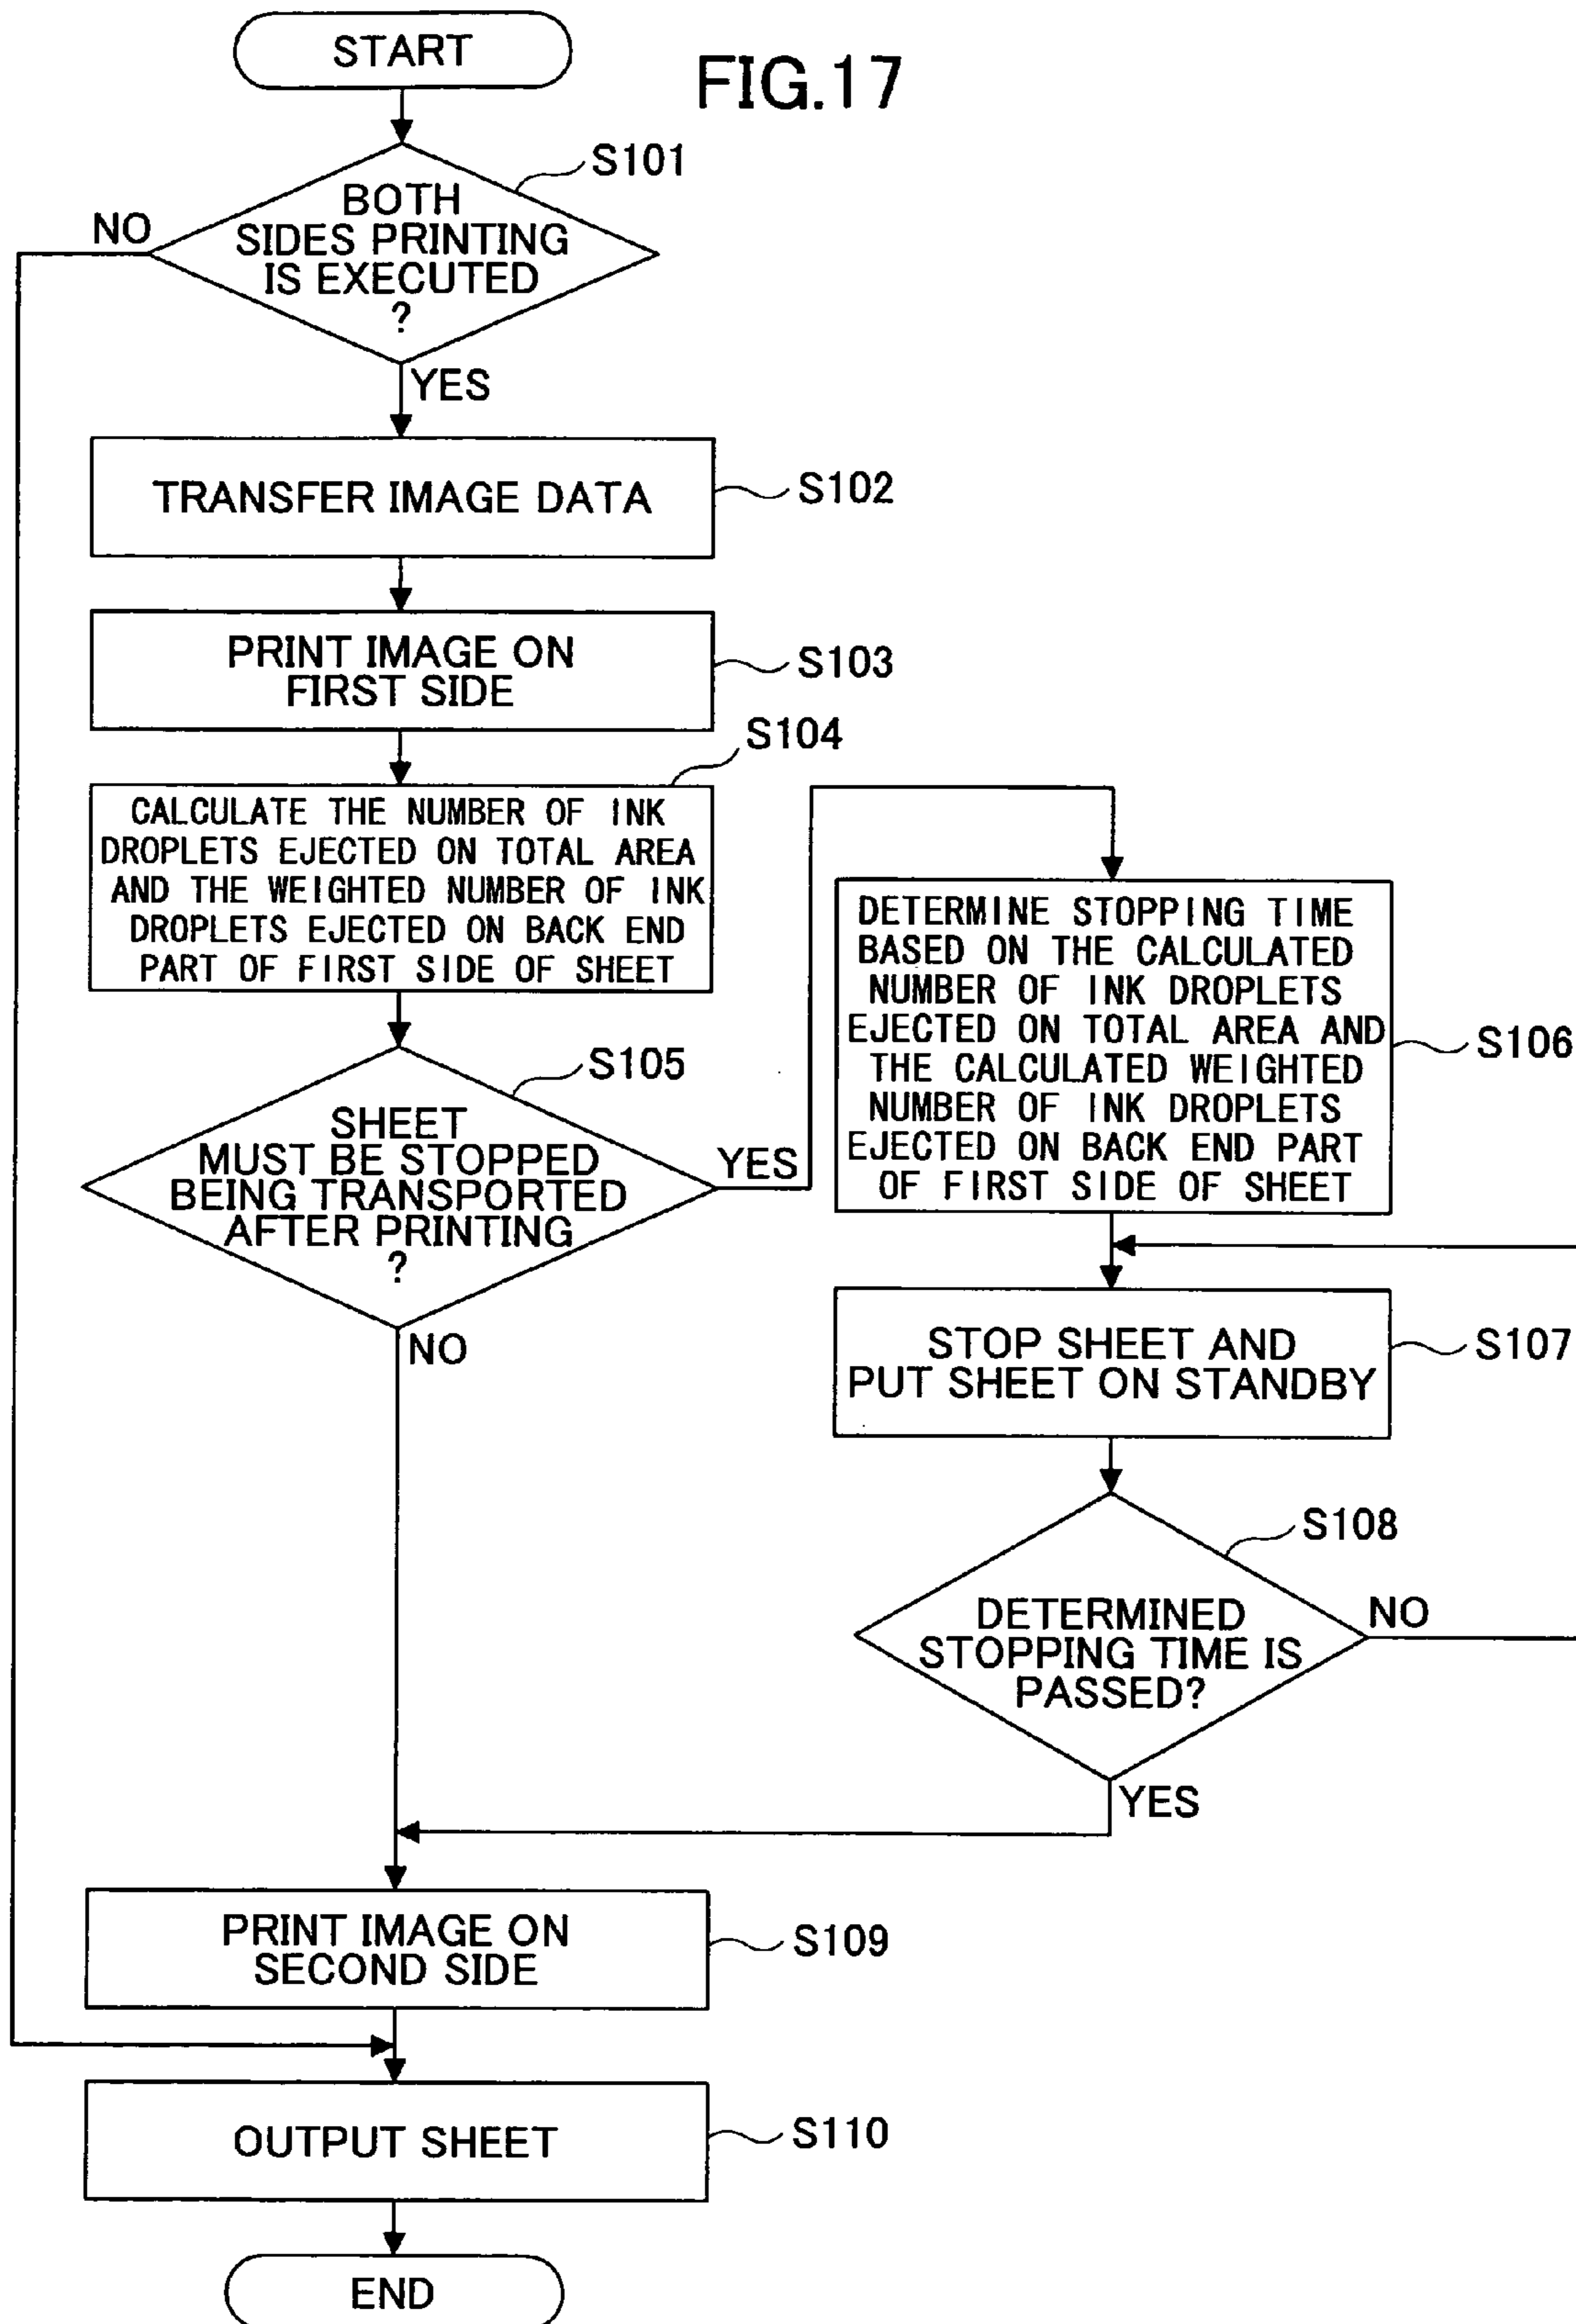 START
FIG.17
S101
BOTH
SIDES PRINTING
IS EXECUTED
?
NO
YES
TRANSFER IMAGE DATA
S102
PRINT IMAGE ON
FIRST SIDE
S103
S104
CALCULATE THE NUMBER OF INK
DROPLETS EJECTED ON TOTAL AREA
AND THE WEIGHTED NUMBER OF INK
DROPLETS EJECTED ON BACK END
PART OF FIRST SIDE OF SHEET
S105
SHEET
MUST BE STOPPED
BEING TRANSPORTED
AFTER PRINTING
?
YES
NO
DETERMINE STOPPING TIME
BASED ON THE CALCULATED
NUMBER OF INK DROPLETS
EJECTED ON TOTAL AREA AND
THE CALCULATED WEIGHTED
NUMBER OF INK DROPLETS
EJECTED ON BACK END PART
OF FIRST SIDE OF SHEET
S106
STOP SHEET AND
PUT SHEET ON STANDBY
S107
S108
DETERMINED
STOPPING TIME IS
PASSED?
NO
YES
PRINT IMAGE ON
SECOND SIDE
S109
OUTPUT SHEET
S110
END